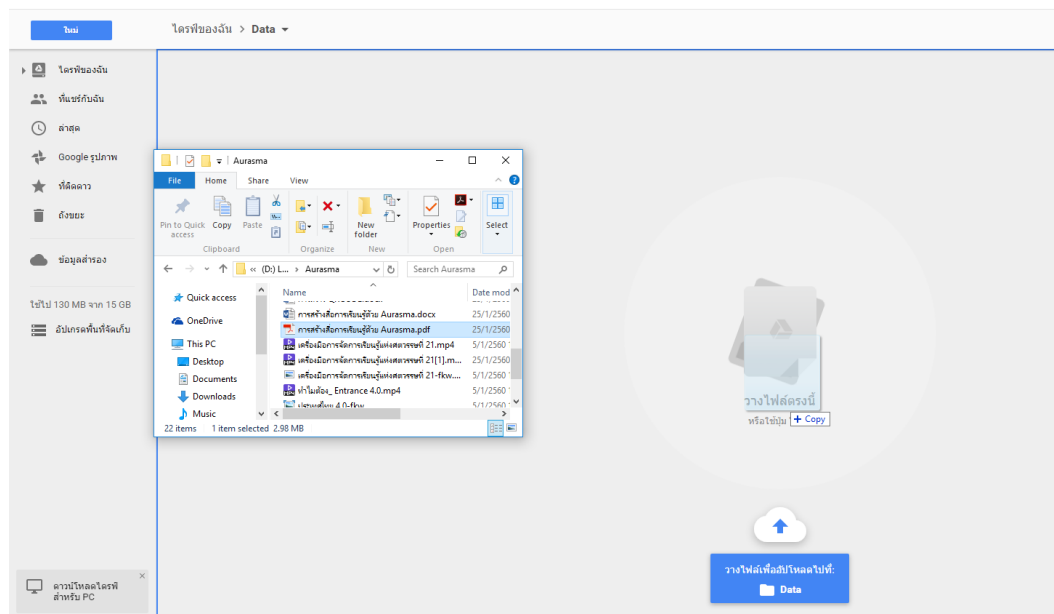 ใหม่
ไดรฟ์ของฉัน > Data
ไดรฟ์ของฉัน
ที่แชร์กับฉัน
ล่าสุด
Google รูปภาพ
ที่ติดดาว
ถังขยะ
ข้อมูลสำรอง
ใช้ไป 130 MB จาก 15 GB
อัปเกรดพื้นที่จัดเก็บ
ดาวน์โหลดไดรฟ์
สำหรับ PC
Aurasma
File Home Share View
Pin to Quick access
Copy
Paste
New folder
Properties
Select
Clipboard Organize New Open
« (D:) L... > Aurasma
Search Aurasma
Name Date mod
Quick access
OneDrive
This PC
Desktop
Documents
Downloads
Music
การสร้างสื่อการเรียนรู้ด้วย Aurasma.docx 25/1/2560
การสร้างสื่อการเรียนรู้ด้วย Aurasma.pdf 25/1/2560
เครื่องมือการจัดการเรียนรู้แห่งศตวรรษที่ 21.mp4 5/1/2560
เครื่องมือการจัดการเรียนรู้แห่งศตวรรษที่ 21[1].m... 25/1/2560
เครื่องมือการจัดการเรียนรู้แห่งศตวรรษที่ 21-fkw.... 5/1/2560
ทำไมต้อง_ Entrance 4.0.mp4 5/1/2560
ประเทศไทย 4.0-fkw 5/1/2560
22 items 1 item selected 2.98 MB
วางไฟล์ตรงนี้
หรือใช้ปุ่ม
+ Copy
วางไฟล์เพื่ออัปโหลดไปที่:
Data